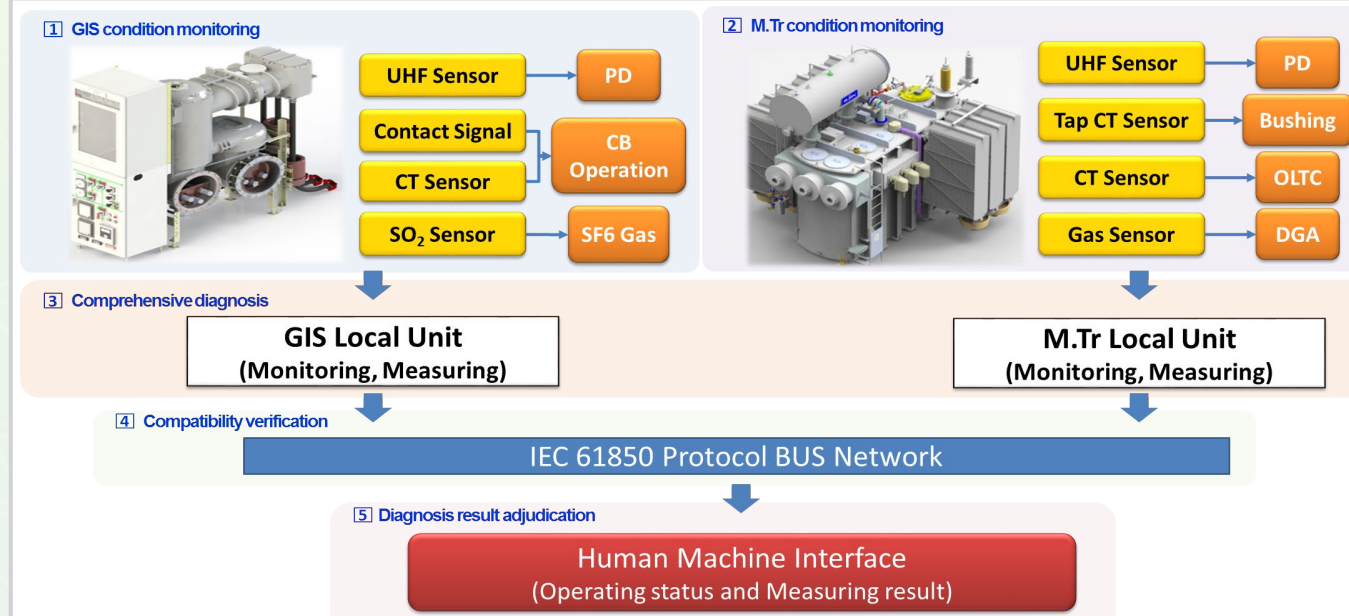 1 GIS condition monitoring
UHF Sensor
PD
Contact Signal
CT Sensor
CB
Operation
SO₂ Sensor
SF6 Gas
2 M.Tr condition monitoring
UHF Sensor
PD
Tap CT Sensor
Bushing
CT Sensor
OLTC
Gas Sensor
DGA
3 Comprehensive diagnosis
GIS Local Unit
(Monitoring, Measuring)
M.Tr Local Unit
(Monitoring, Measuring)
4 Compatibility verification
IEC 61850 Protocol BUS Network
5 Diagnosis result adjudication
Human Machine Interface
(Operating status and Measuring result)